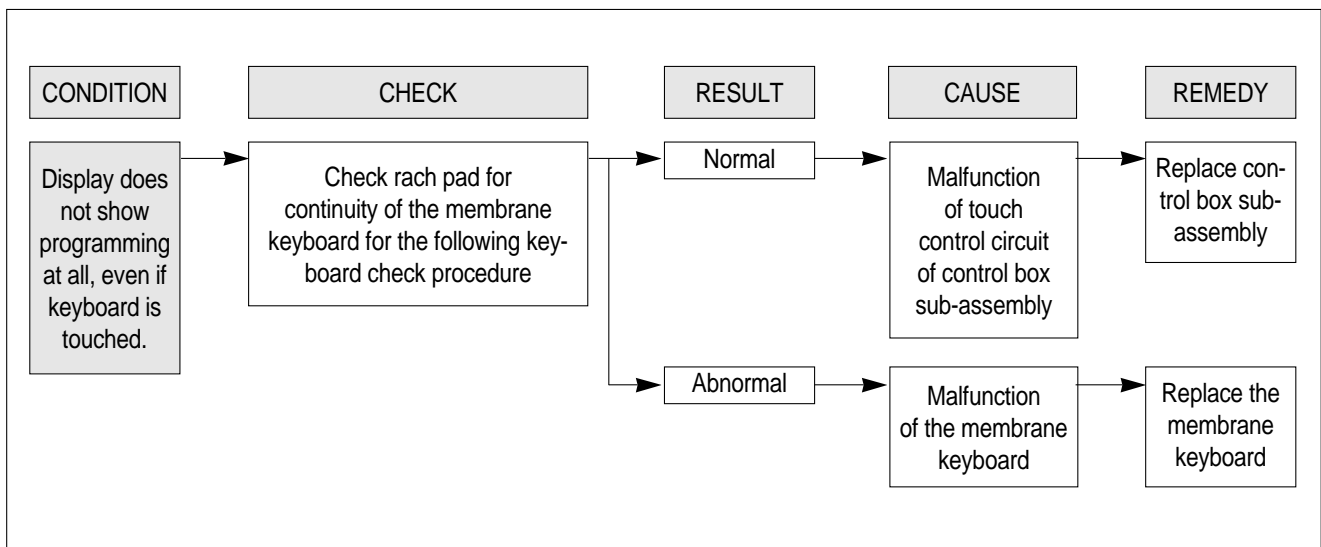 CONDITION
CHECK
RESULT
CAUSE
REMEDY
Display does
not show
programming
at all, even if
keyboard is
touched.
Check rach pad for
continuity of the membrane
keyboard for the following key-
board check procedure
Normal
Malfunction
of touch
control circuit
of control box
sub-assembly
Replace con-
trol box sub-
assembly
Abnormal
Malfunction
of the membrane
keyboard
Replace the
membrane
keyboard